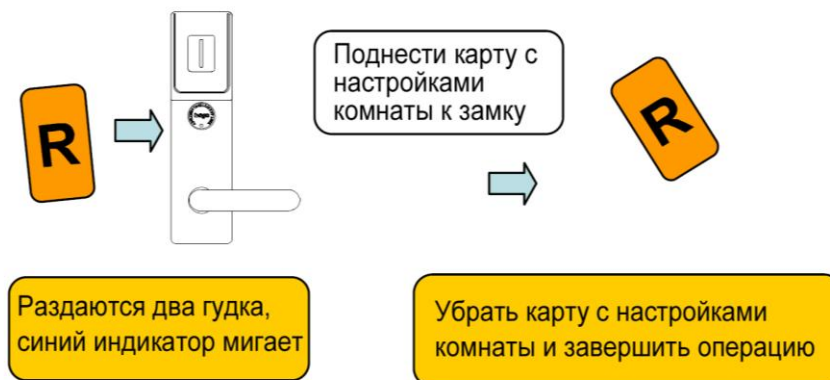 R
Поднести карту с
настройками
комнаты к замку
R
Раздаются два гудка,
синий индикатор мигает
Убрать карту с настройками
комнаты и завершить операцию